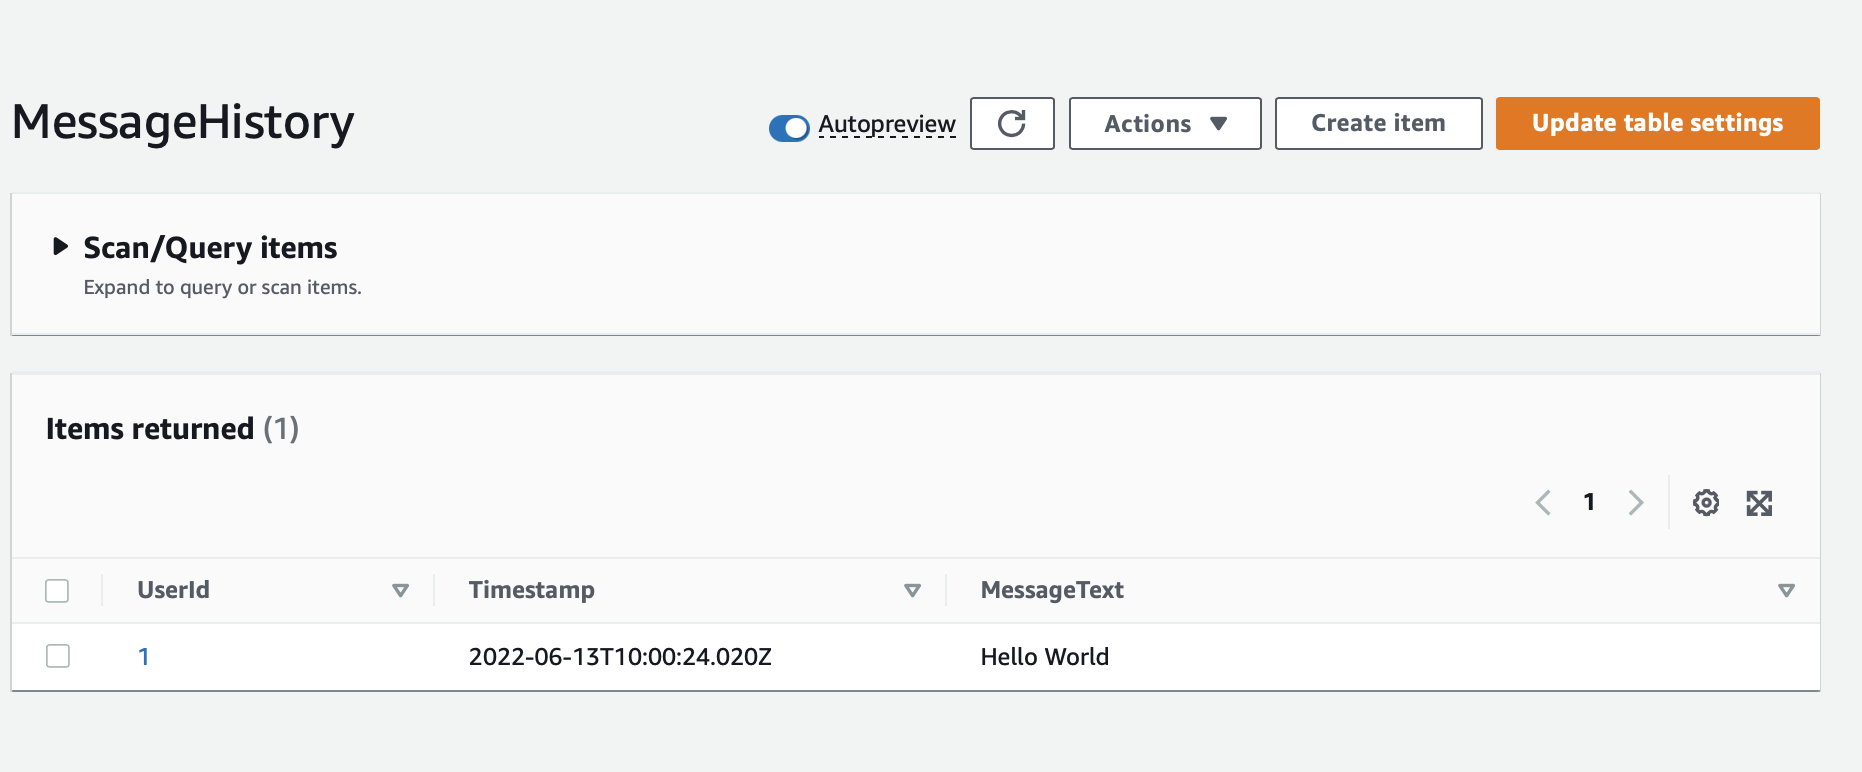 MessageHistory
Autopreview
Actions
Create item
Update table settings
Scan/Query items
Expand to query or scan items.
Items returned (1)
1
UserId Timestamp MessageText
1 2022-06-13T10:00:24.020Z Hello World